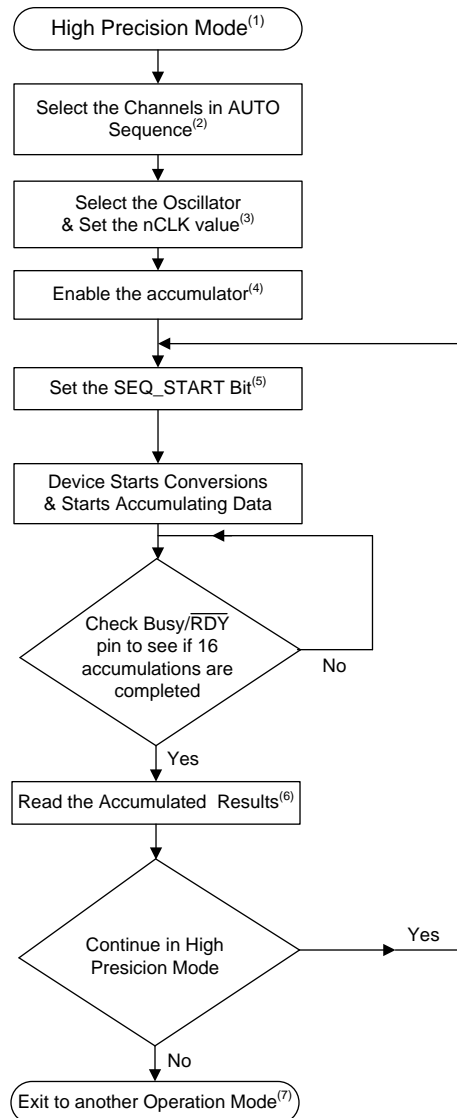 High Precision Mode(1)
Select the Channels in AUTO
Sequence(2)
Select the Oscillator
& Set the nCLK value(3)
Enable the accumulator(4)
Set the SEQ_START Bit(5)
Device Starts Conversions
& Starts Accumulating Data
Check Busy/RDY
pin to see if 16
accumulations are
completed
No
Yes
Read the Accumulated Results(6)
Continue in High
Presicion Mode
Yes
No
Exit to another Operation Mode(7)